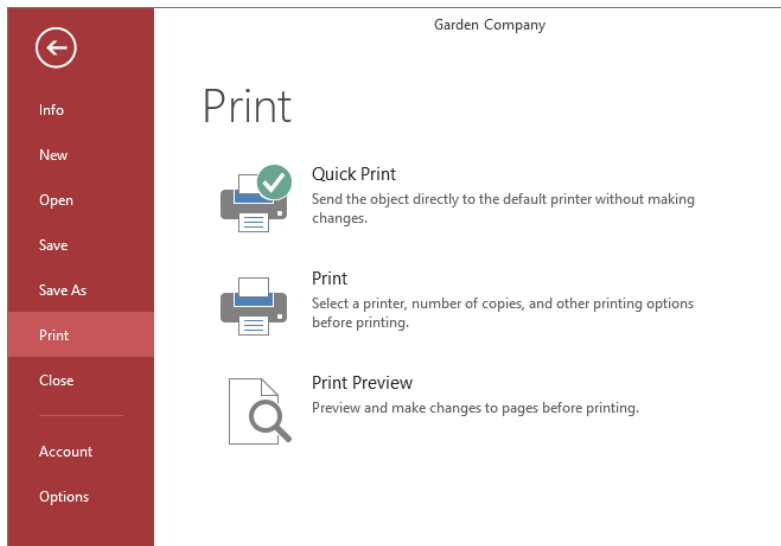 Garden Company
Info
New
Open
Save
Save As
Print
Close
Account
Options
Print
Quick Print
Send the object directly to the default printer without making
changes.
Print
Select a printer, number of copies, and other printing options
before printing.
Print Preview
Preview and make changes to pages before printing.